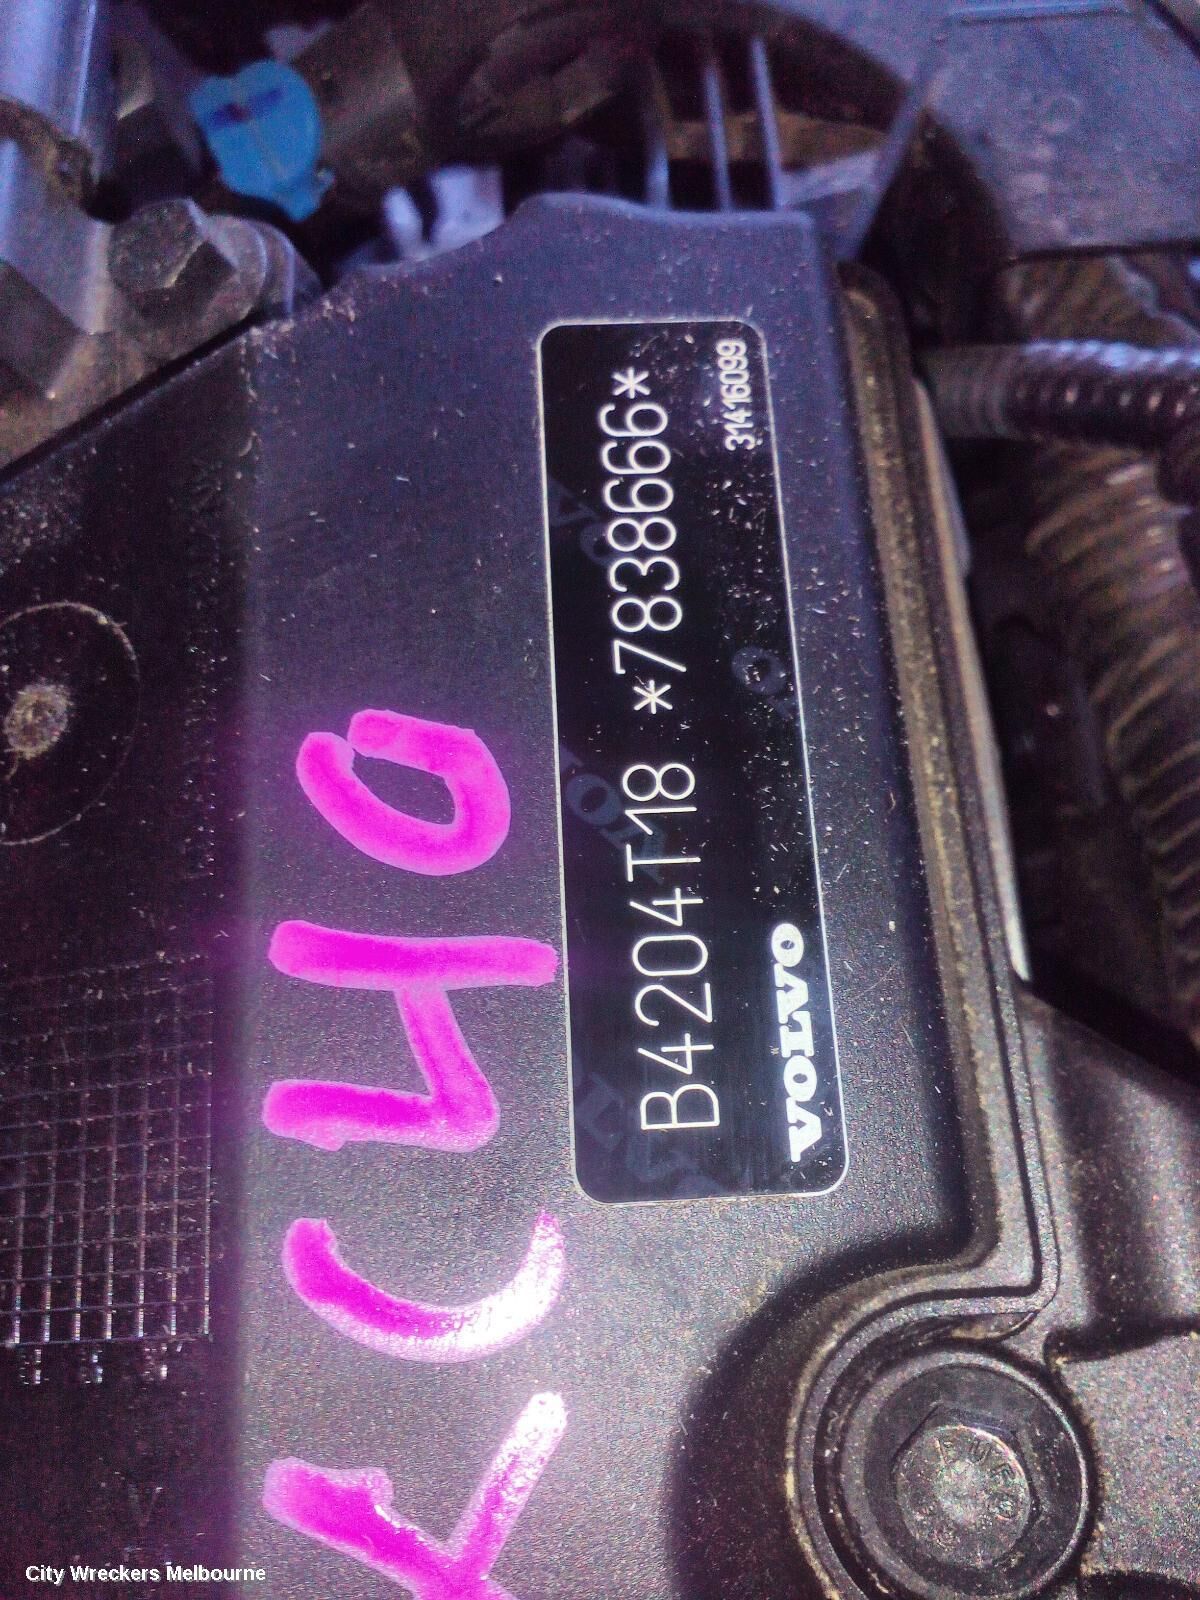 XC40
B4204T18 *7838666*
VOLVO 31416099
City Wreckers Melbourne